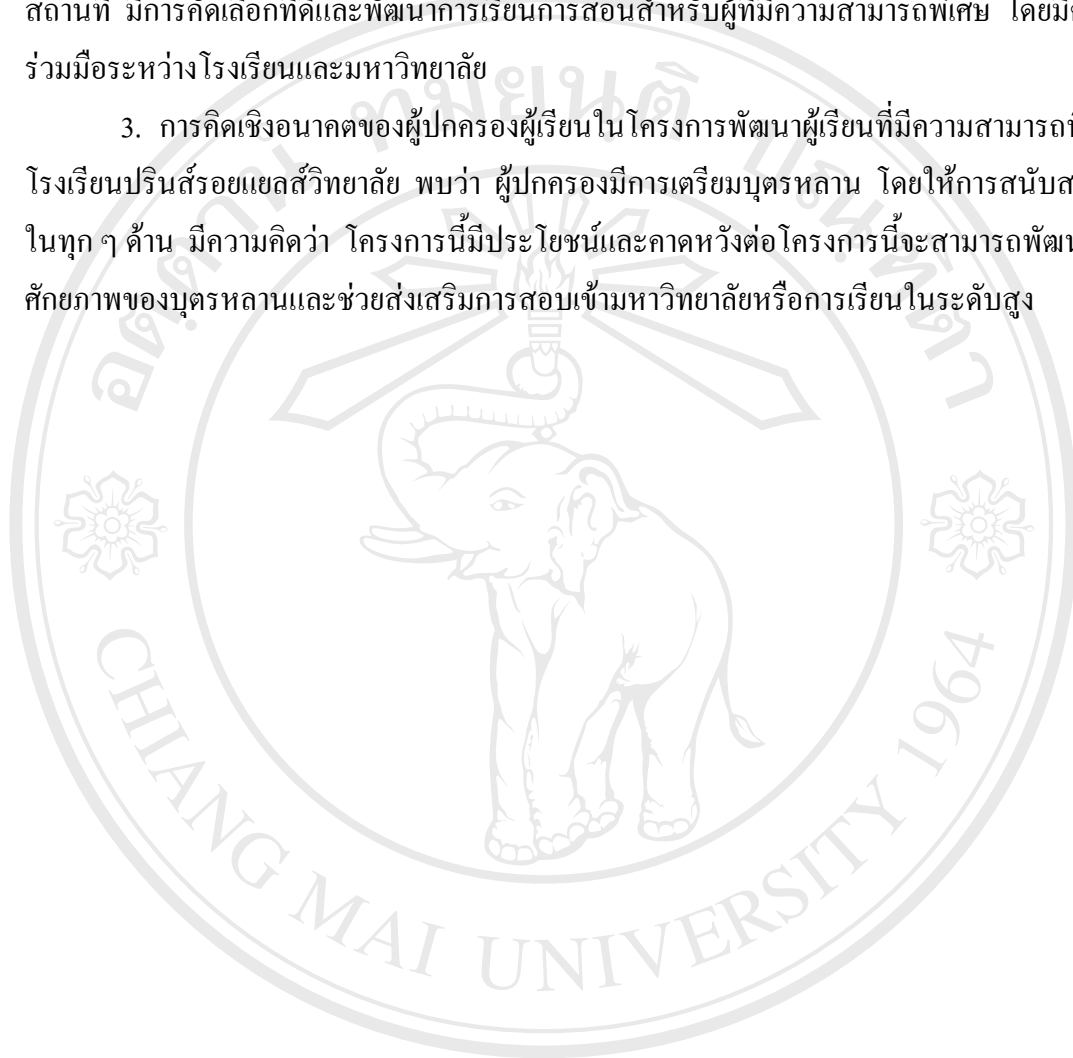 สถานที่ มีการคัดเลือกที่ดีและพัฒนาการเรียนการสอนสำหรับผู้ที่มีความสามารถพิเศษ โดยมี
ร่วมมือระหว่างโรงเรียนและมหาวิทยาลัย
3. การคิดเชิงอนาคตของผู้ปกครองผู้เรียนในโครงการพัฒนาผู้เรียนที่มีความสามารถ
โรงเรียนปรินส์รอยแยลส์วิทยาลัย พบว่า ผู้ปกครองมีการเตรียมบุตรหลาน โดยให้การสนับส
ในทุก ๆ ด้าน มีความคิดว่า โครงการนี้มีประโยชน์และคาดหวังต่อโครงการนี้จะสามารถพัฒ
ศักยภาพของบุตรหลานและช่วยส่งเสริมการสอบเข้ามหาวิทยาลัยหรือการเรียนในระดับสูง
อตฺตานํ ทมยนฺติ ปณฺฑิตา
CHIANG MAI UNIVERSITY 1964